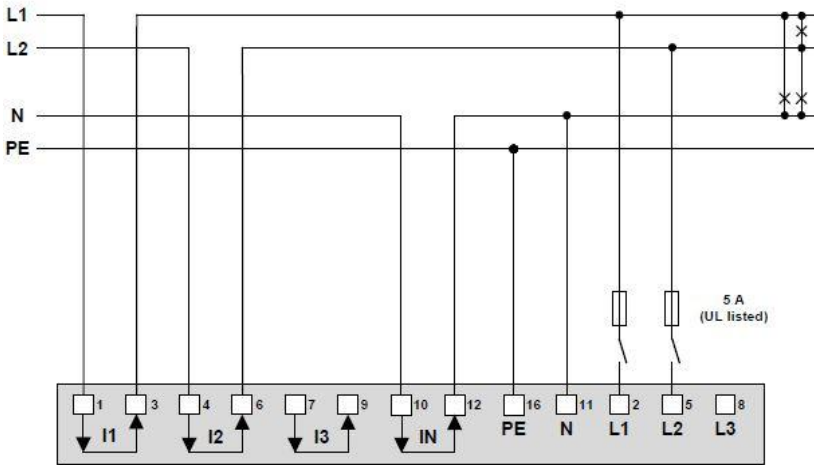 L1
L2
N
PE
5 A
(UL listed)
1 3 4 6 7 9 10 12 16 11 2 5 8
I1 I2 I3 IN PE N L1 L2 L3